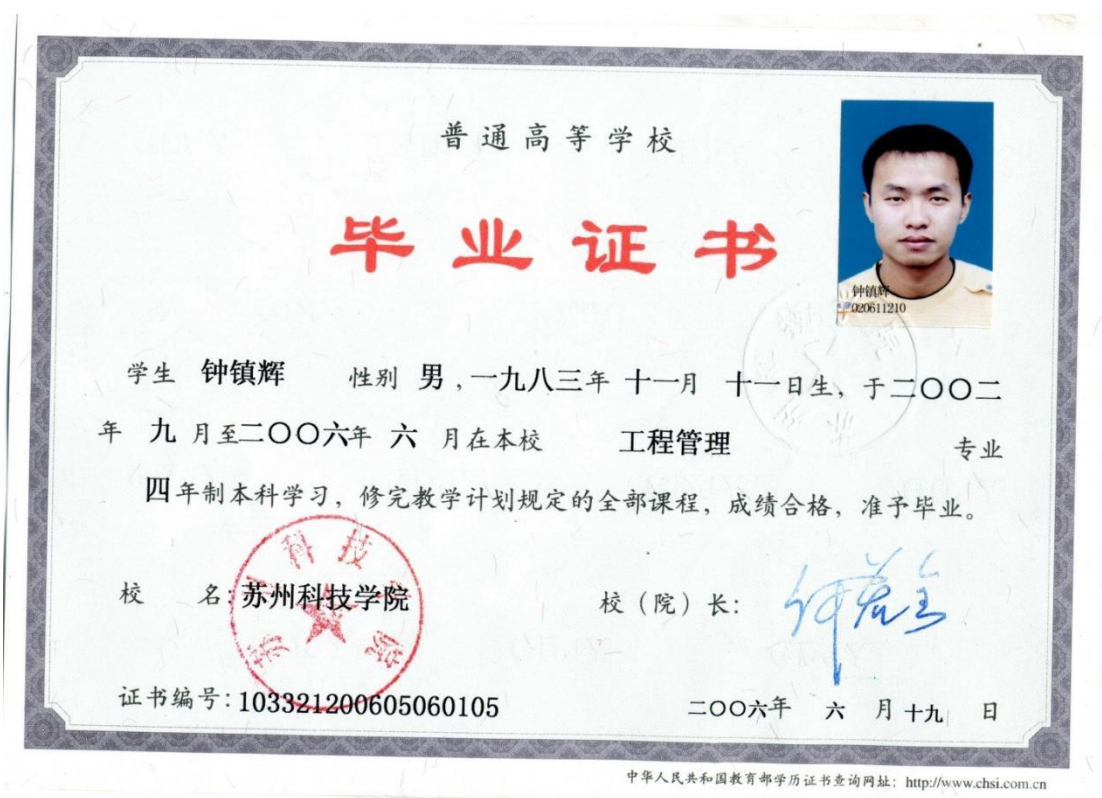 普通高等学校
毕业证书
钟镇辉
020611210
学生 钟镇辉 性别 男，一九八三年 十一月 十一日生，于二〇〇二
年 九 月至二〇〇六年 六 月在本校 工程管理 专业
四年制本科学习，修完教学计划规定的全部课程，成绩合格，准予毕业。
校 名：苏州科技学院 校（院）长：
苏州科技学院
证书编号：103321200605060105 二〇〇六年 六 月十九 日
中华人民共和国教育部学历证书查询网址：http://www.chsi.com.cn